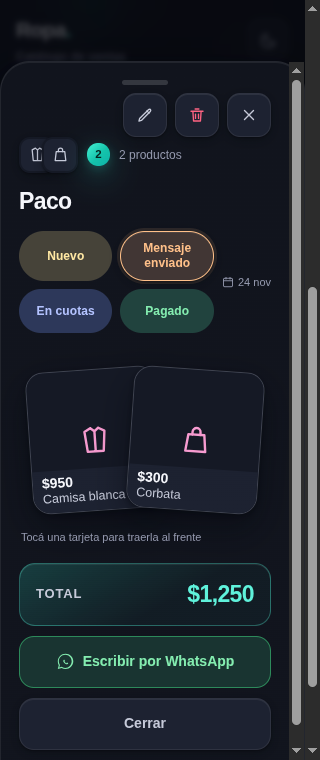 Ropa.
2
2 productos
Paco
Nuevo
Mensaje
enviado
24 nov
En cuotas
Pagado
$950
Camisa blanca
$300
Corbata
Tocá una tarjeta para traerla al frente
TOTAL
$1,250
Escribir por WhatsApp
Cerrar